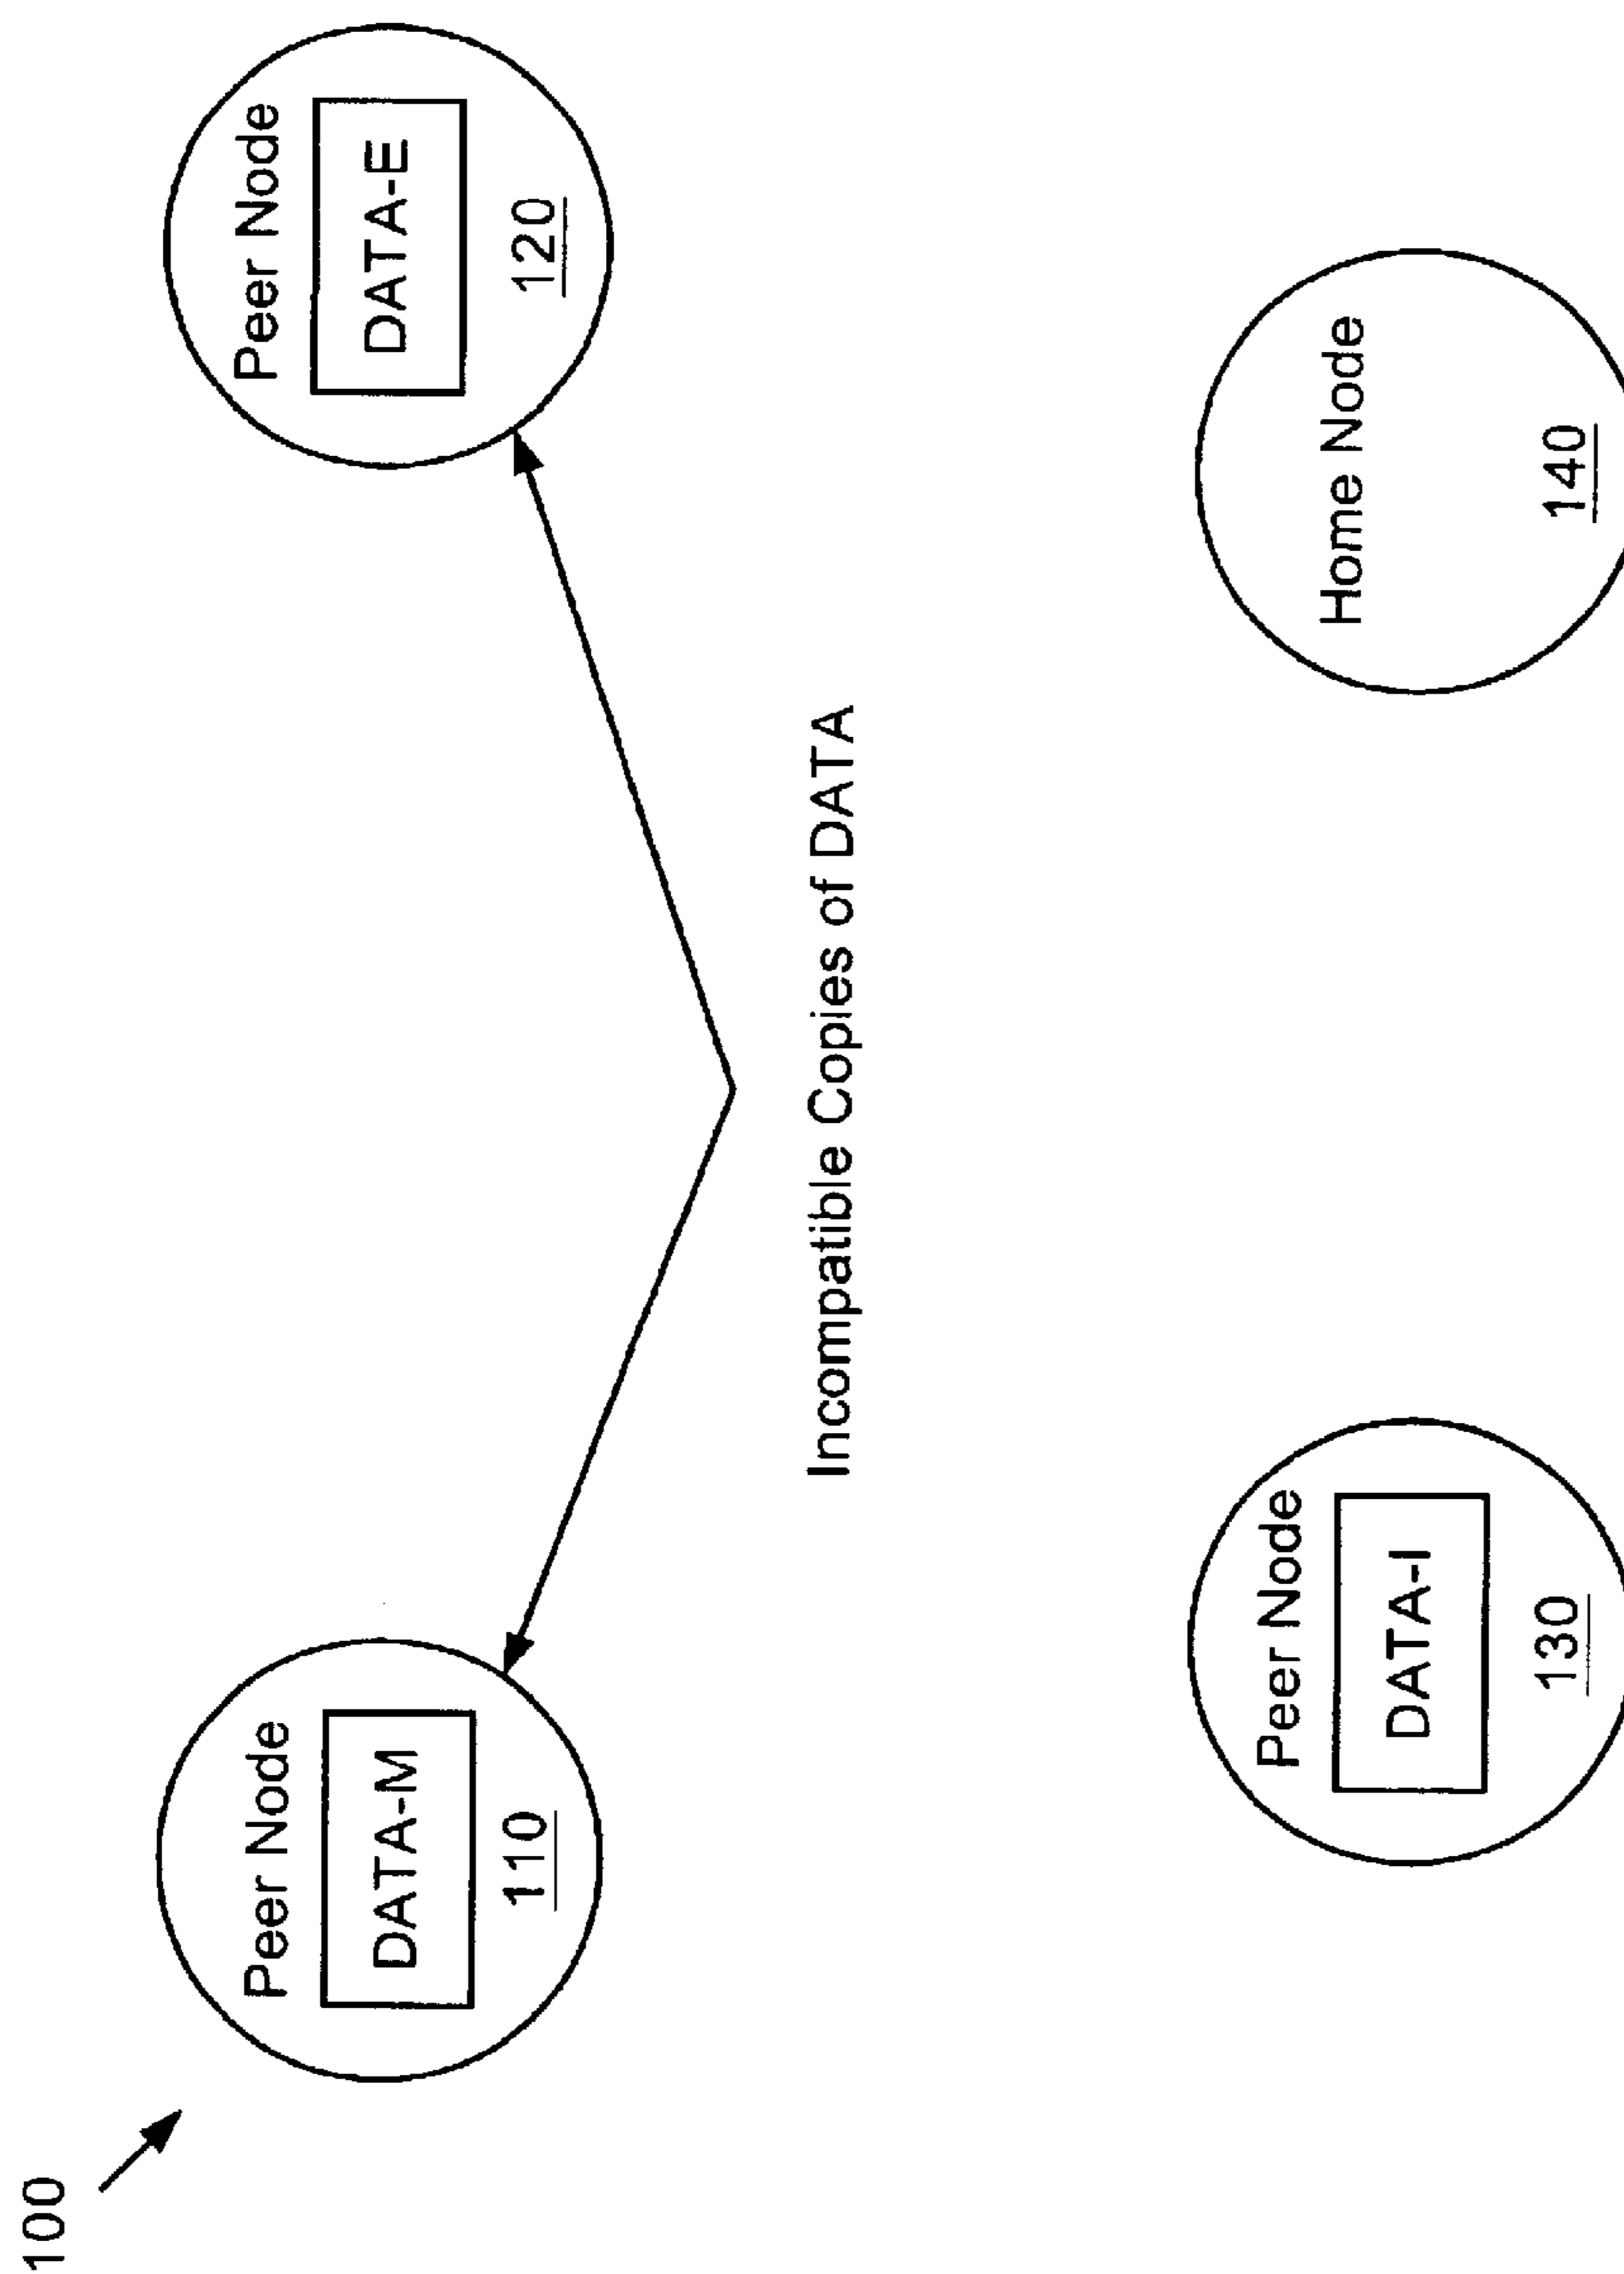 100
Peer Node
DATA-M
110
Peer Node
DATA-E
120
Incompatible Copies of DATA
Peer Node
DATA-I
130
Home Node
140